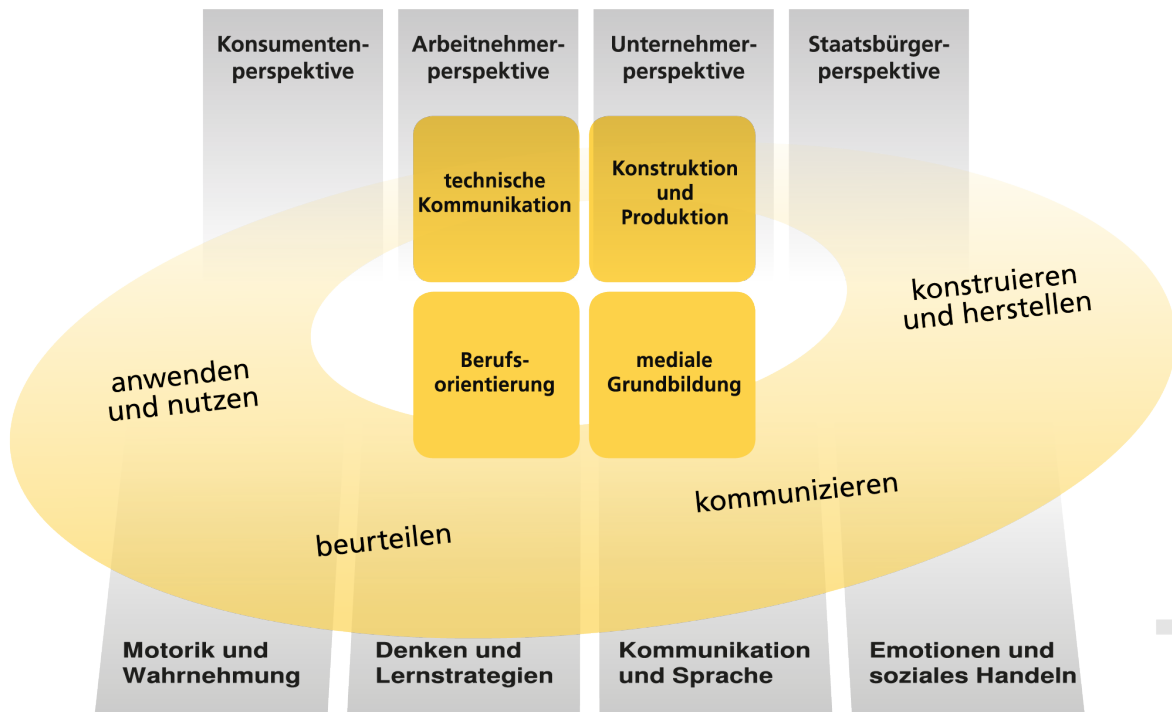 Konsumenten-
perspektive
Arbeitnehmer-
perspektive
Unternehmer-
perspektive
Staatsbürger-
perspektive
technische
Kommunikation
Konstruktion
und
Produktion
Berufs-
orientierung
mediale
Grundbildung
anwenden
und nutzen
beurteilen
kommunizieren
konstruieren
und herstellen
Motorik und
Wahrnehmung
Denken und
Lernstrategien
Kommunikation
und Sprache
Emotionen und
soziales Handeln